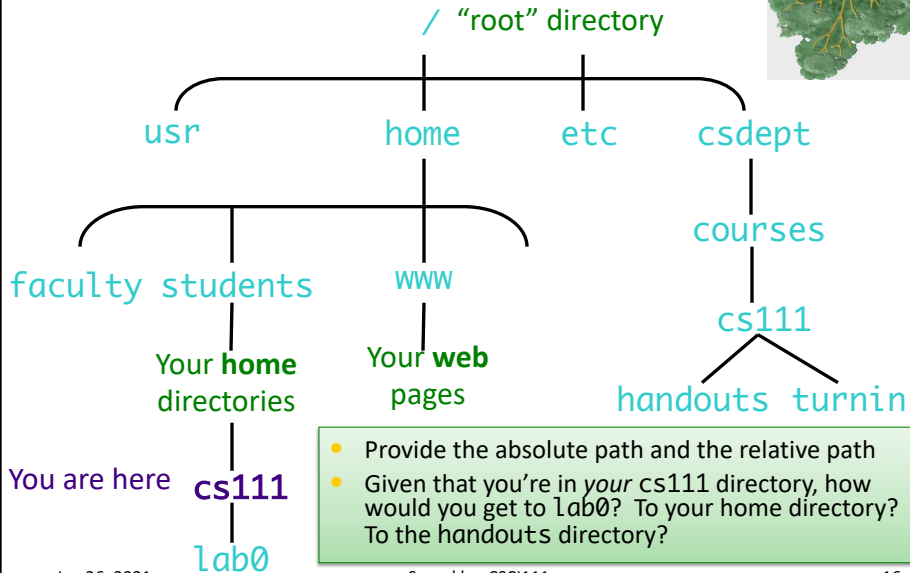 / “root” directory
usr home etc csdept
courses
faculty students www
cs111
Your home
directories
Your web
pages
handouts turnin
You are here cs111
lab0
• Provide the absolute path and the relative path
• Given that you’re in your cs111 directory, how
would you get to lab0? To your home directory?
To the handouts directory?